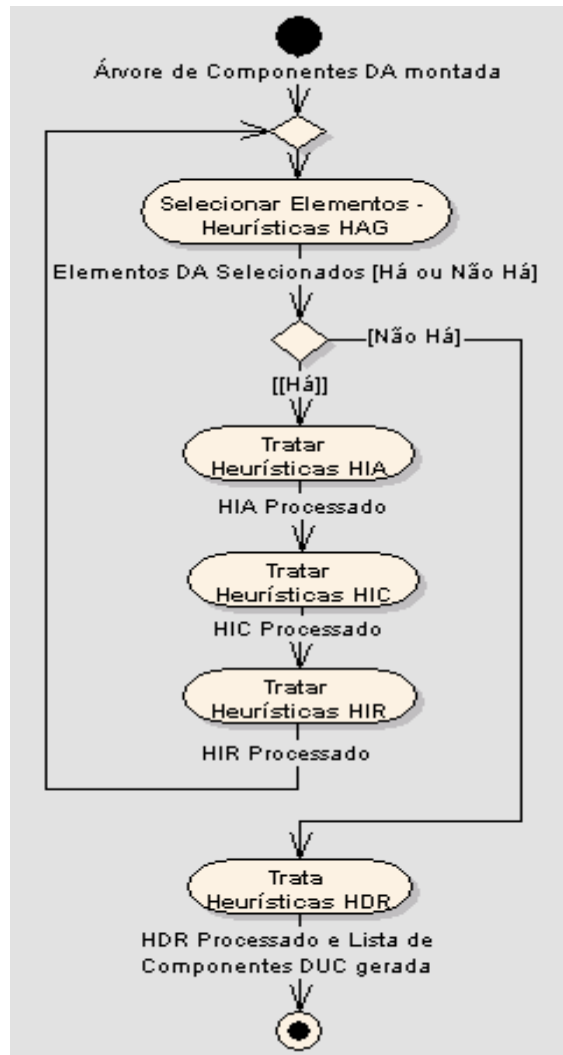 Árvore de Componentes DA montada
Selecionar Elementos -
Heurísticas HAG
Elementos DA Selecionados [Há ou Não Há]
[Não Há]
[[Há]]
Tratar
Heurísticas HIA
HIA Processado
Tratar
Heurísticas HIC
HIC Processado
Tratar
Heurísticas HIR
HIR Processado
Trata
Heurísticas HDR
HDR Processado e Lista de
Componentes DUC gerada